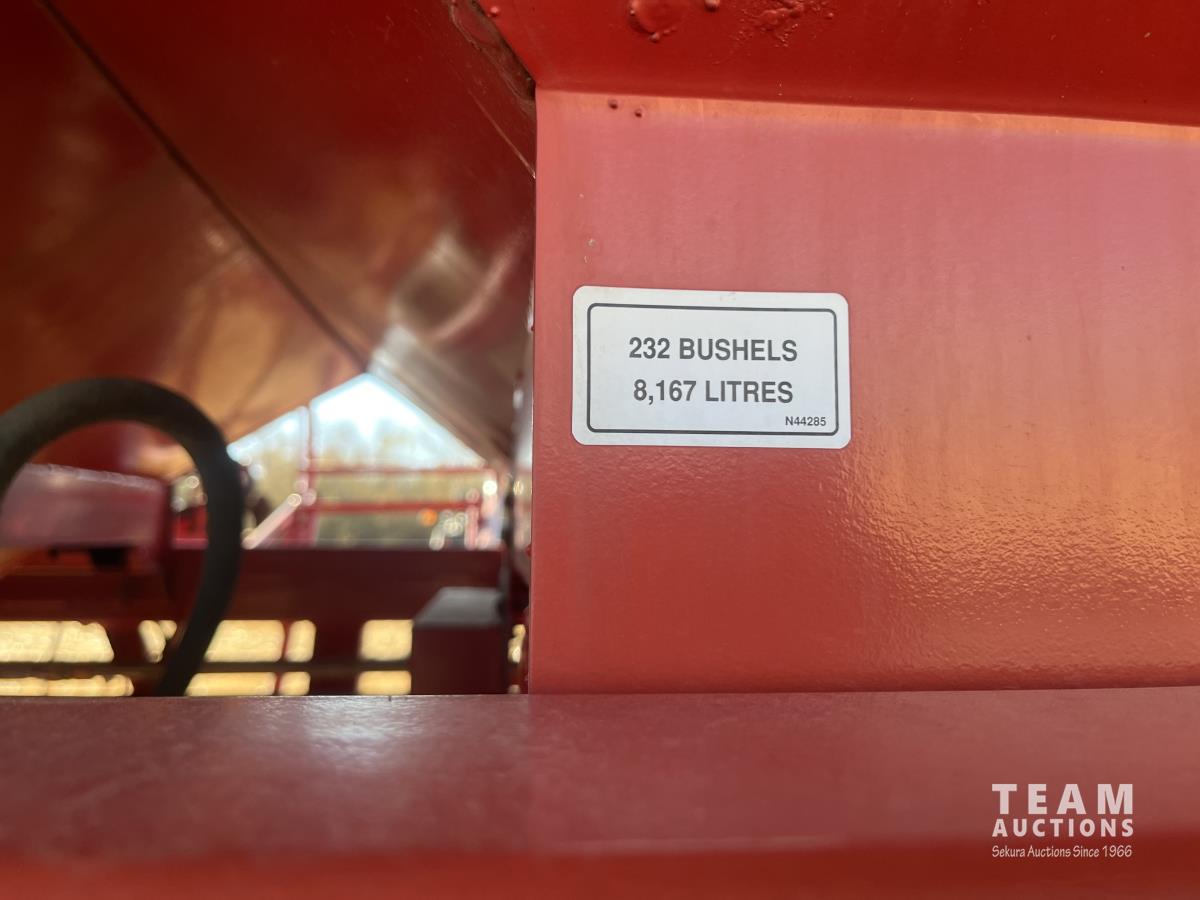 232 BUSHELS
8,167 LITRES
N44285
TEAM
AUCTIONS
Sekura Auctions Since 1966